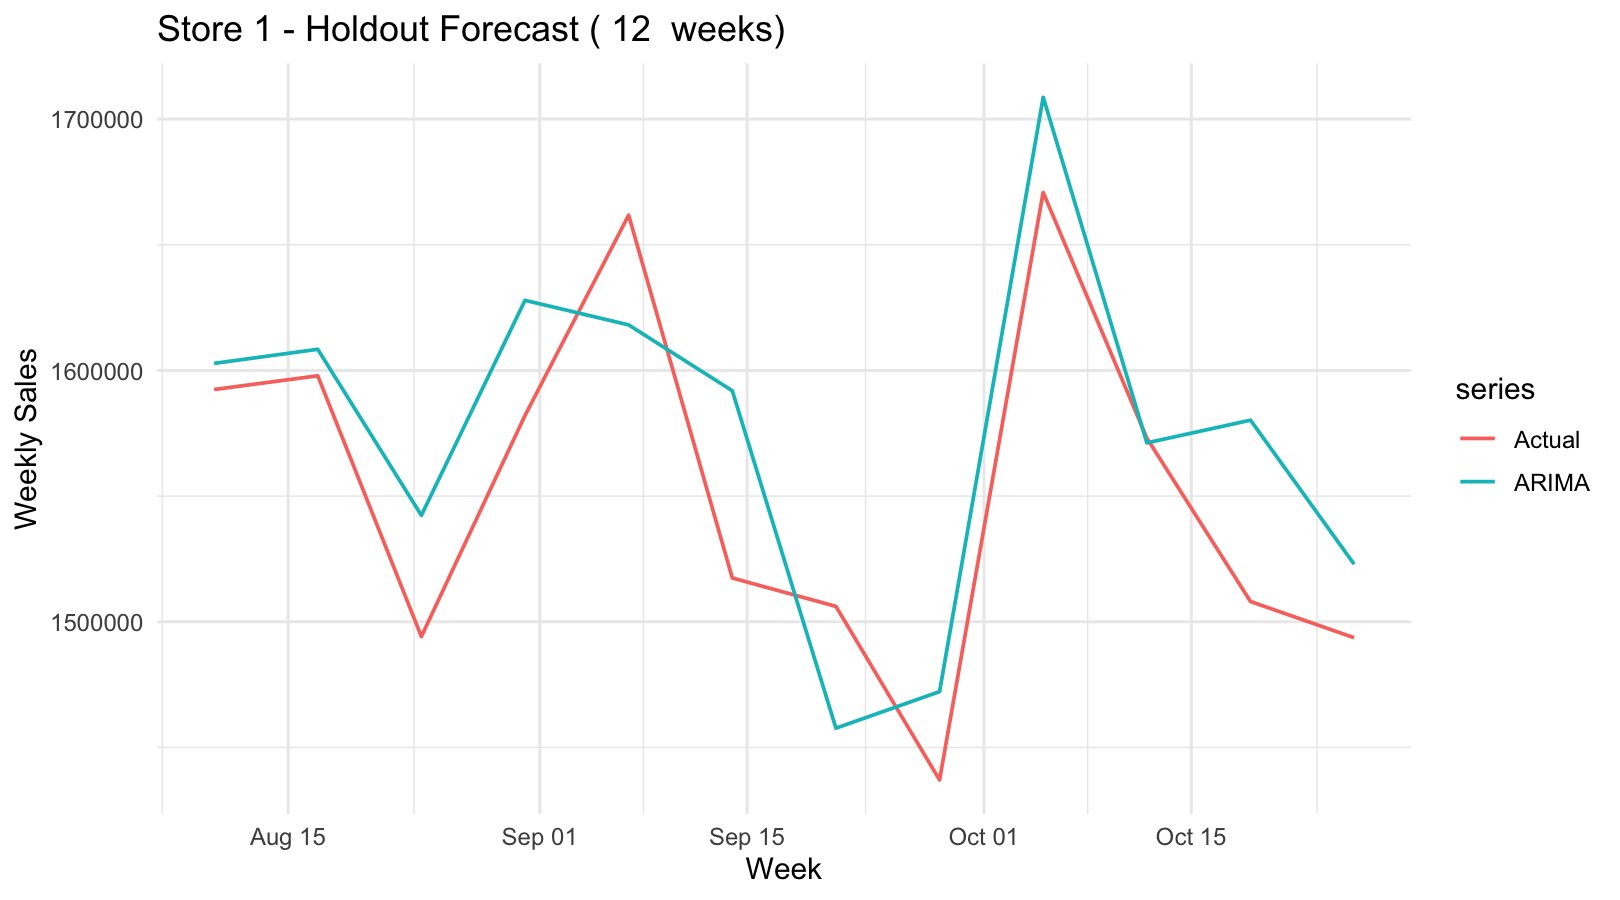 Store 1 - Holdout Forecast ( 12  weeks)
1700000
1600000
1500000
Weekly Sales
Aug 15
Sep 01
Sep 15
Oct 01
Oct 15
Week
series
Actual
ARIMA